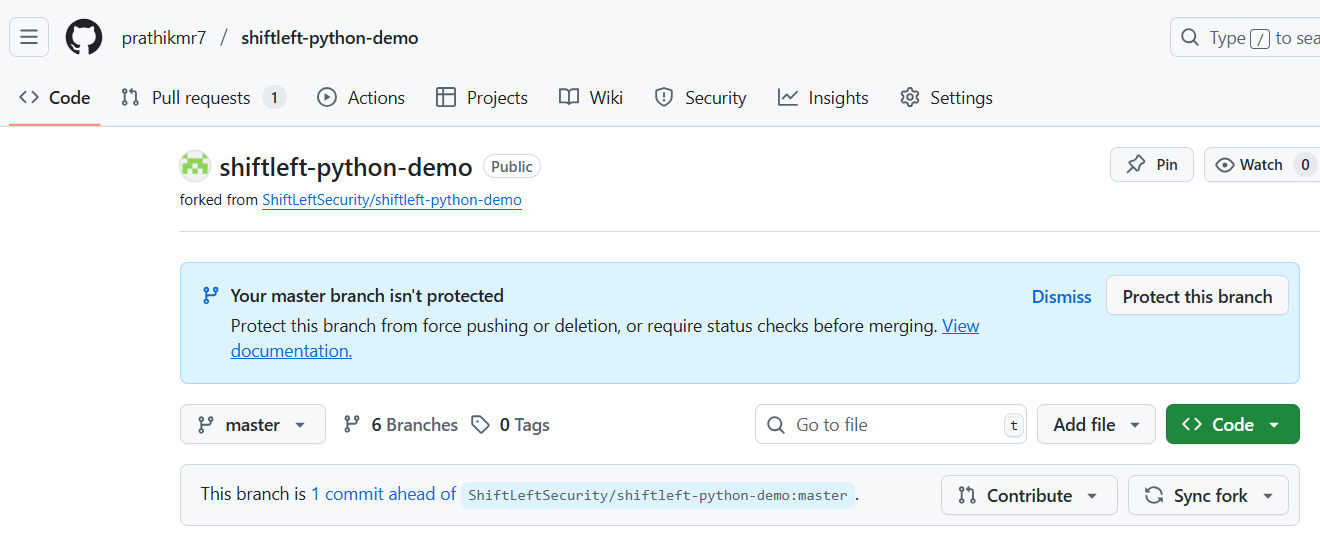 prathikmr7 / shiftleft-python-demo
Type / to sea
Code Pull requests 1 Actions Projects Wiki Security Insights Settings
shiftleft-python-demo Public
Pin Watch 0
forked from ShiftLeftSecurity/shiftleft-python-demo
Your master branch isn't protected
Dismiss Protect this branch
Protect this branch from force pushing or deletion, or require status checks before merging. View
documentation.
master 6 Branches 0 Tags Go to file t Add file Code
This branch is 1 commit ahead of ShiftLeftSecurity/shiftleft-python-demo:master . Contribute Sync fork